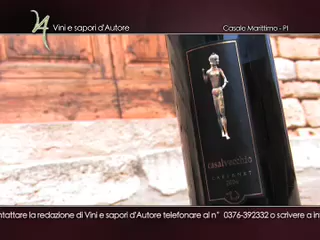 Vini e sapori d'Autore
Casale Marittimo - PI
casalvecchio
CABERNET
ntattare la redazione di Vini e sapori d'Autore telefonare al n° 0376-392332 o scrivere a in